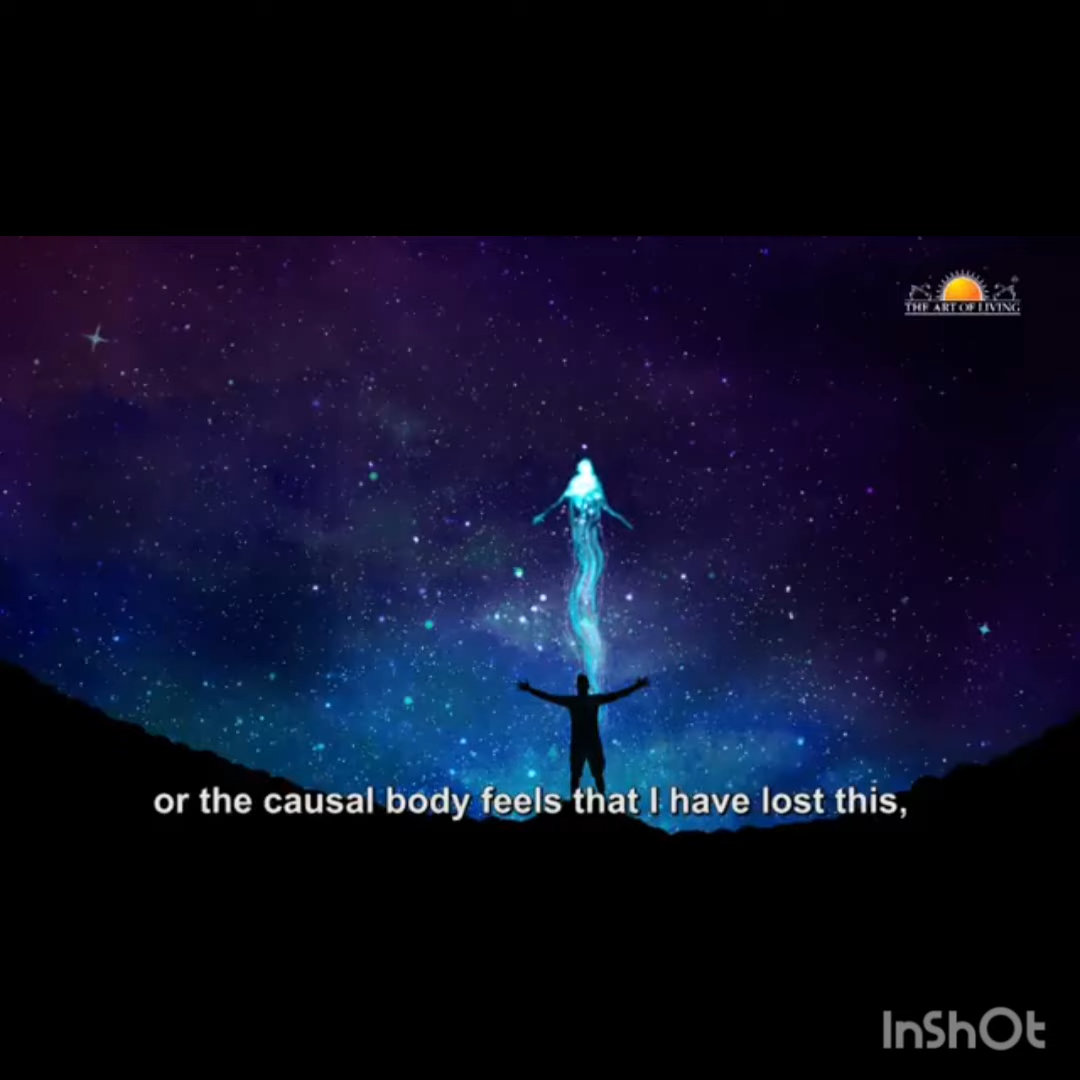 THE ART OF LIVING
or the causal body feels that I have lost this,
InShOt